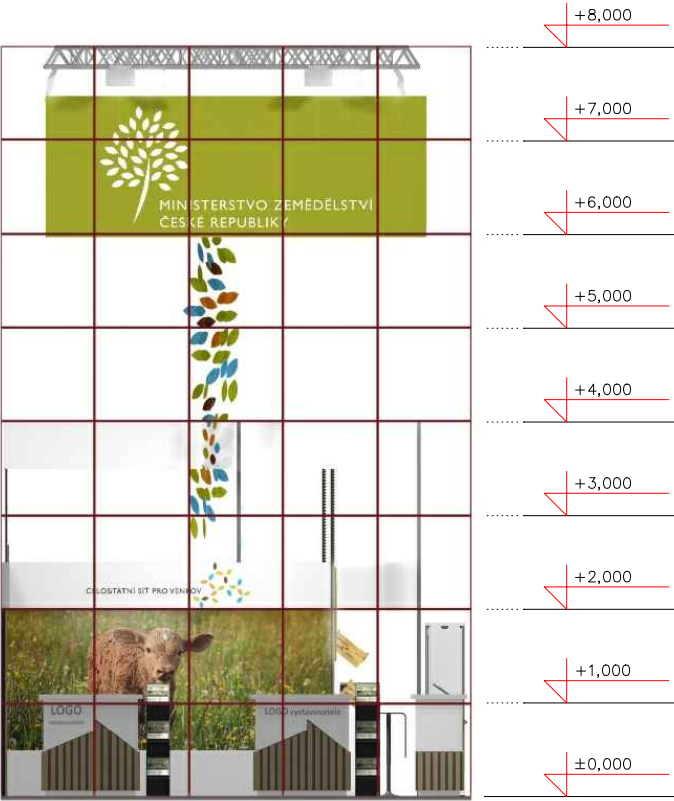 +8,000
+7,000
MINISTERSTVO ZEMĚDĚLSTVÍ
ČESKÉ REPUBLIKY
+6,000
+5,000
+4,000
+3,000
CELOSTÁTNÍ SÍŤ PRO VENKOV
+2,000
+1,000
LOGO
LOGO vystavovatele
±0,000